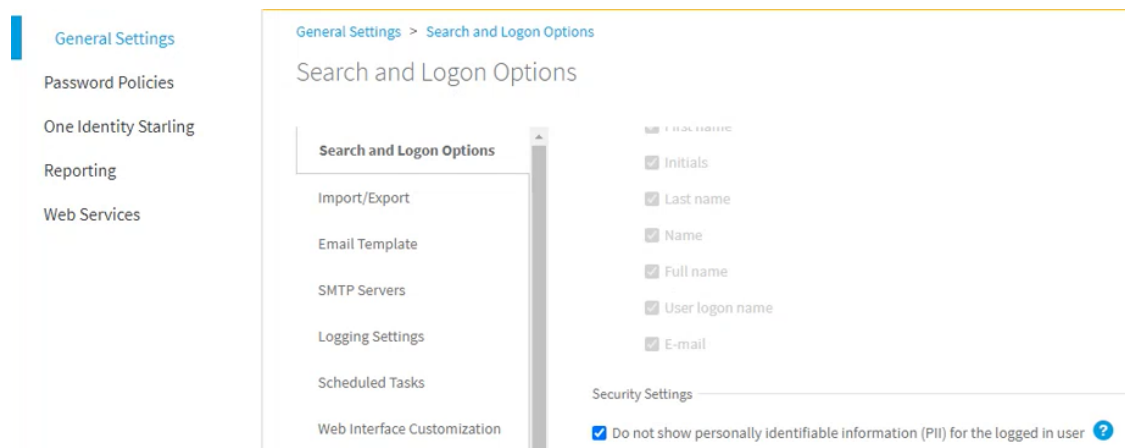 General Settings
Password Policies
One Identity Starling
Reporting
Web Services
General Settings > Search and Logon Options
Search and Logon Options
Search and Logon Options
Import/Export
Email Template
SMTP Servers
Logging Settings
Scheduled Tasks
Web Interface Customization
First name
Initials
Last name
Name
Full name
User logon name
E-mail
Security Settings
Do not show personally identifiable information (PII) for the logged in user ?